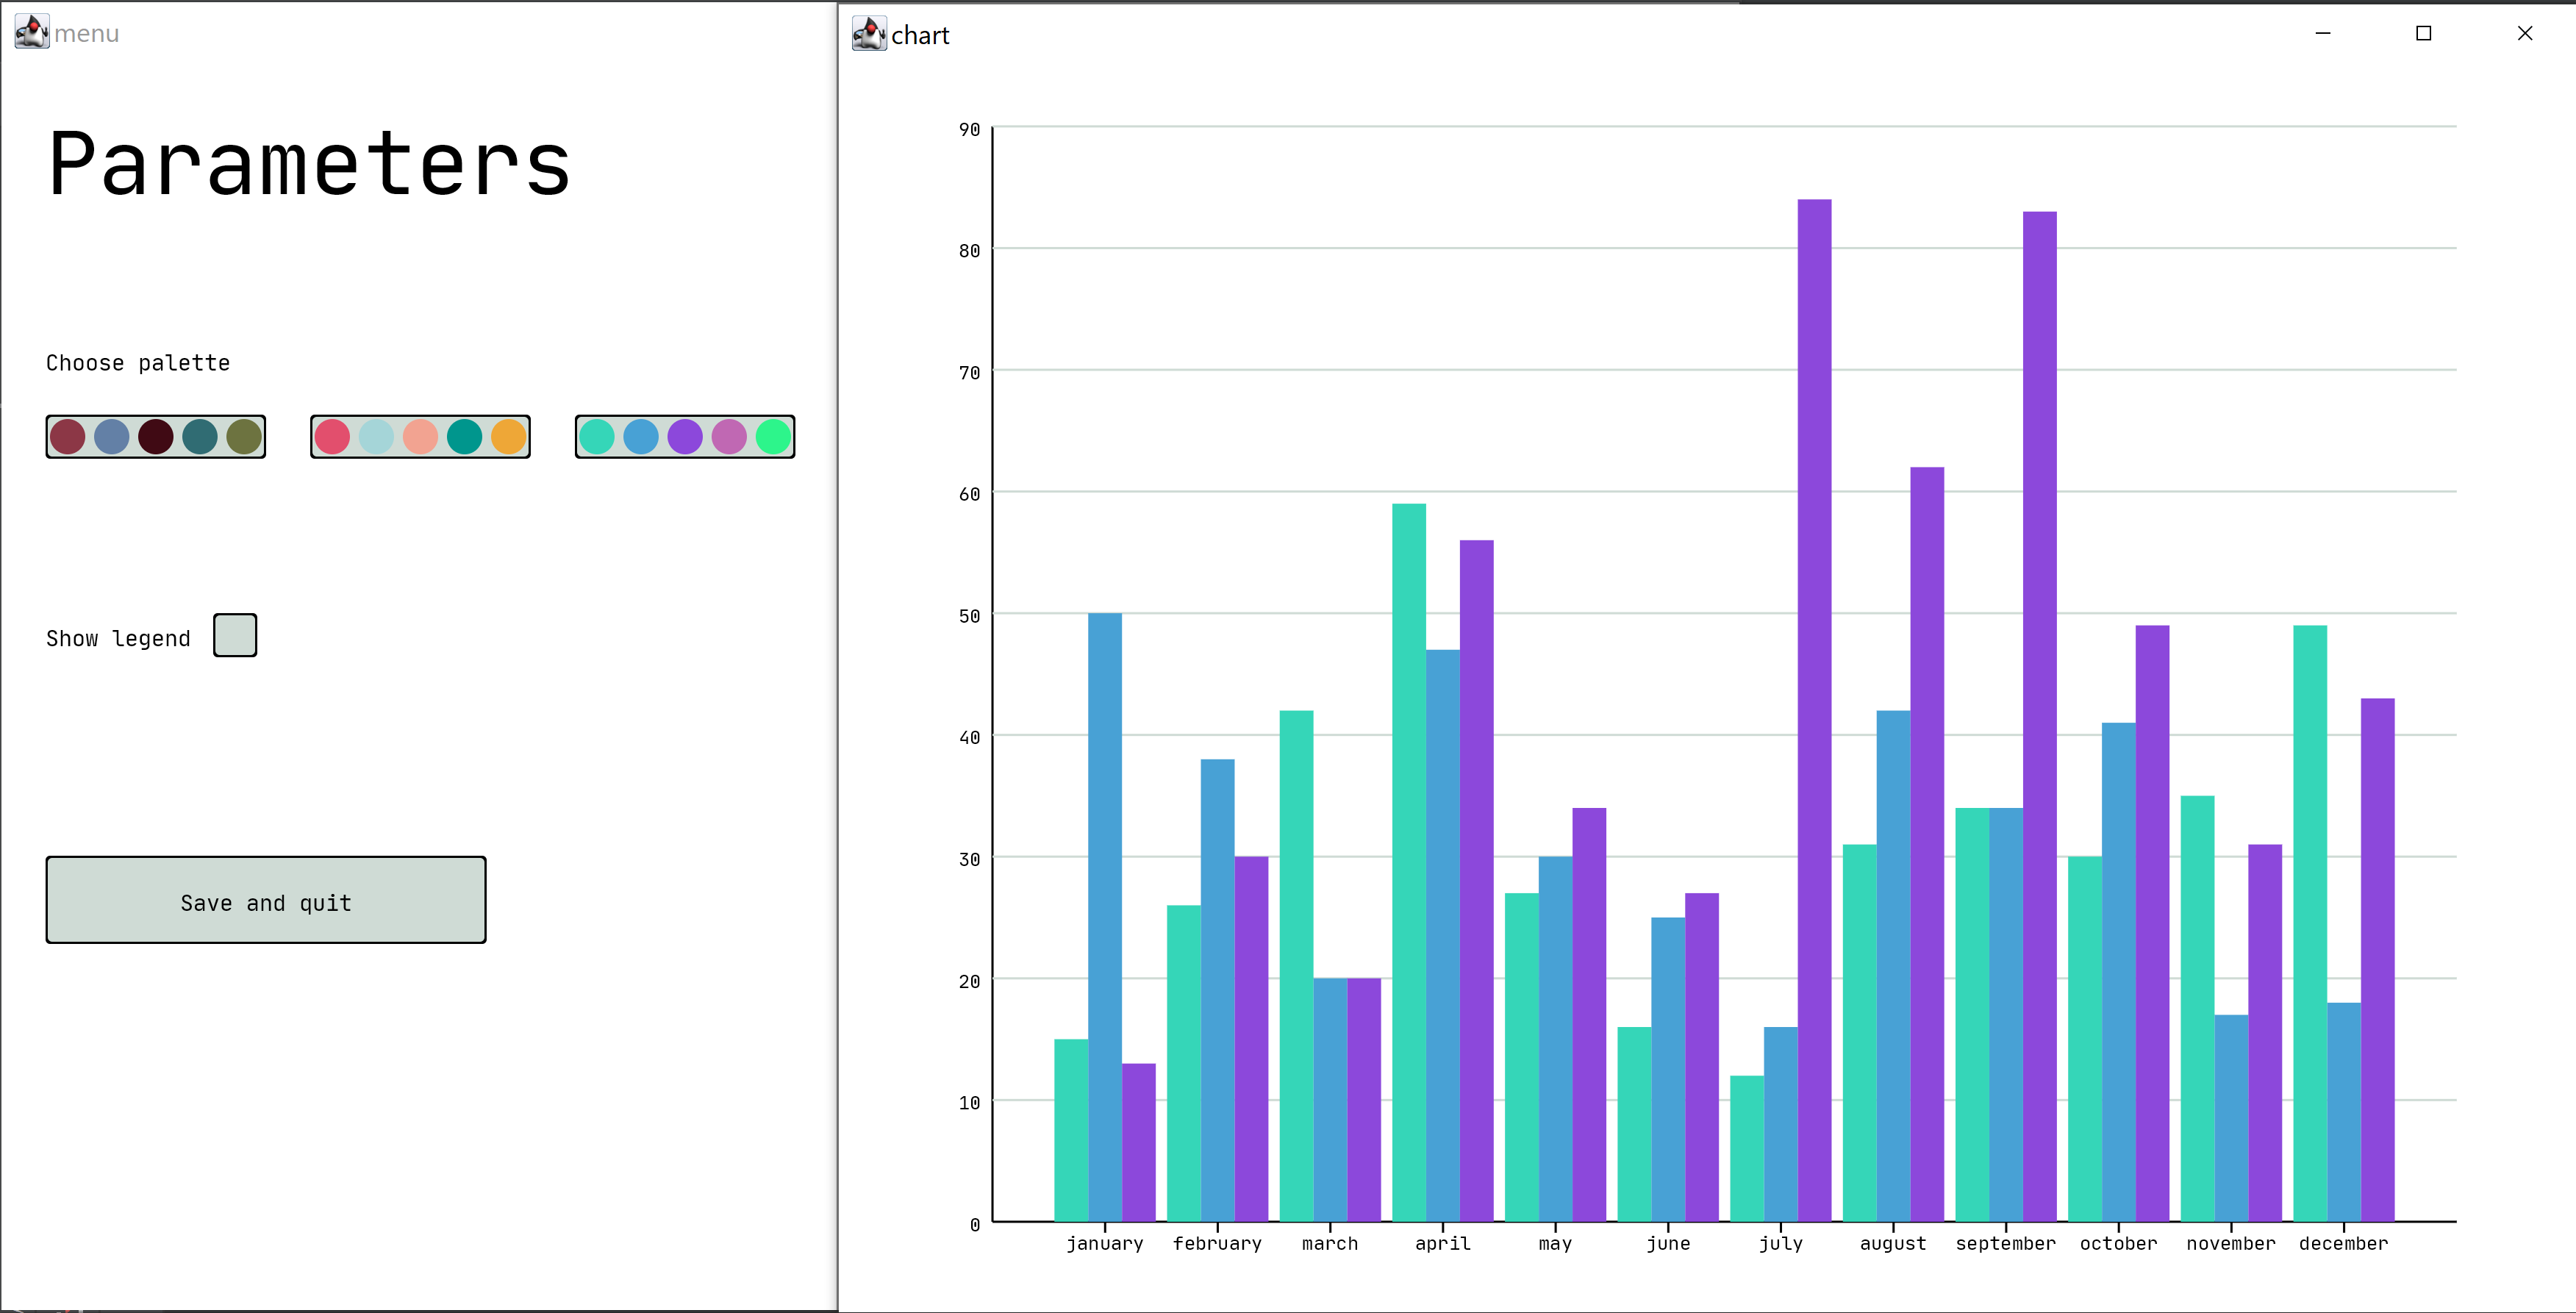 menu
Parameters
Choose palette
Show legend
Save and quit
chart
90
80
70
60
50
40
30
20
10
0
january february march april may june july august september october november december